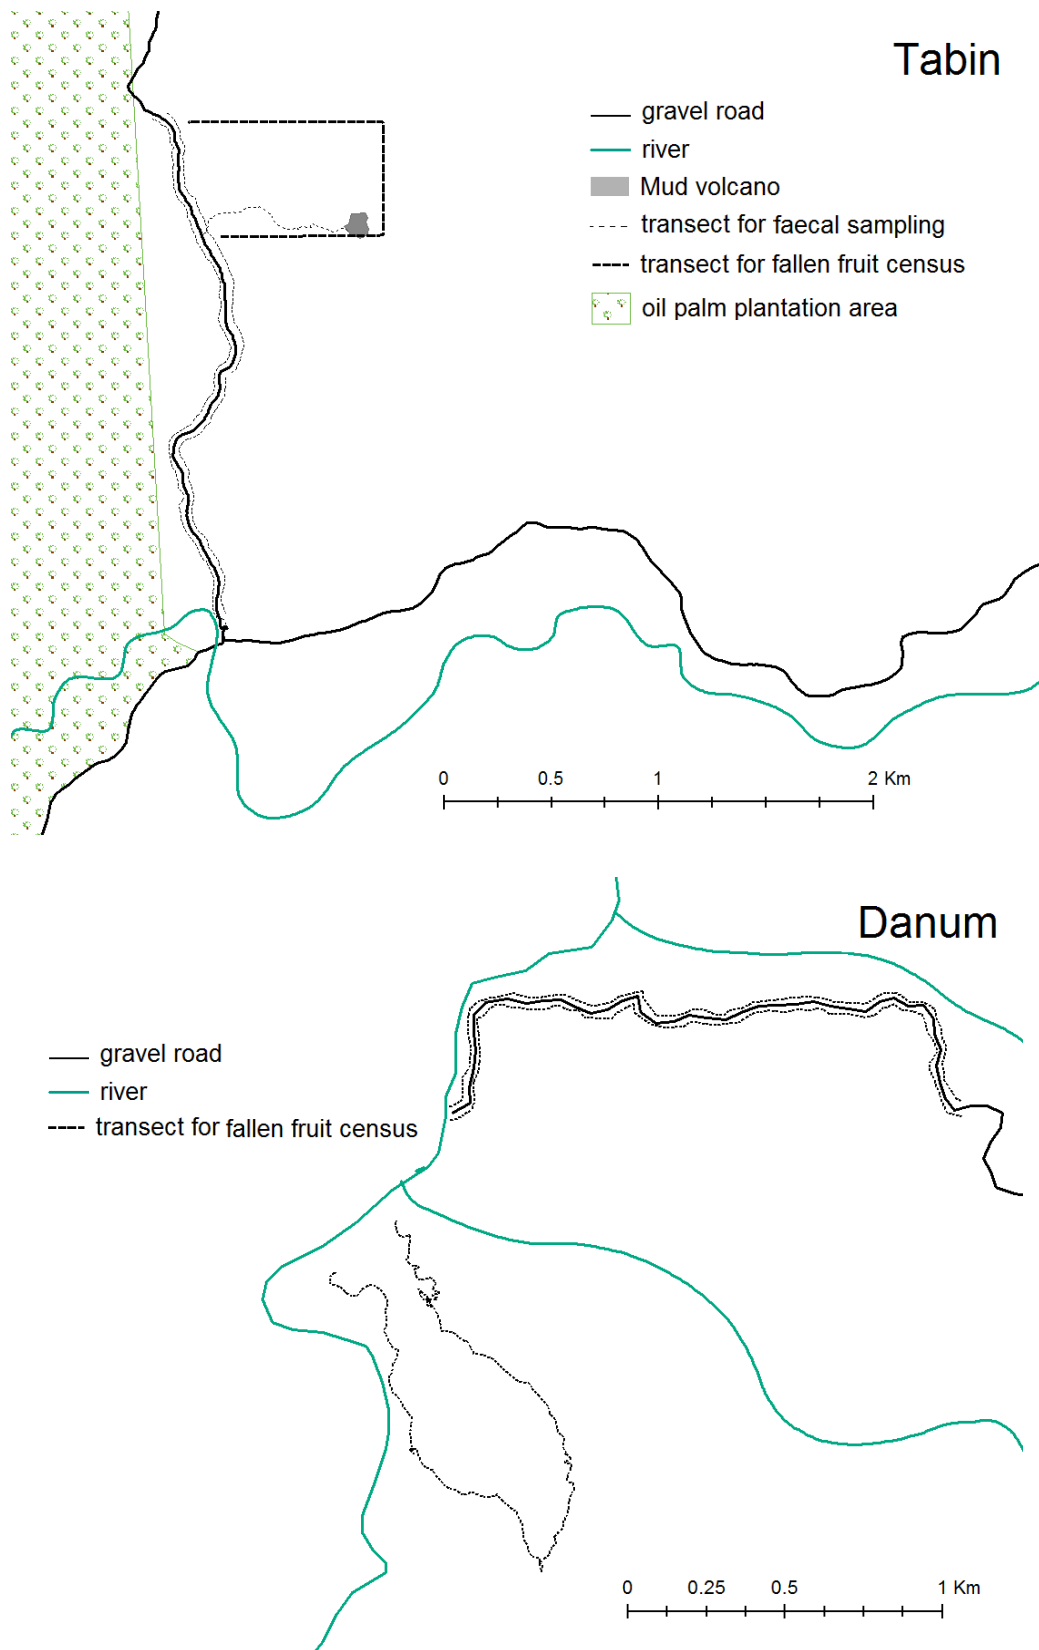 Tabin
gravel road
river
Mud volcano
transect for faecal sampling
transect for fallen fruit census
oil palm plantation area
0 0.5 1 2 Km
Danum
gravel road
river
transect for fallen fruit census
0 0.25 0.5 1 Km